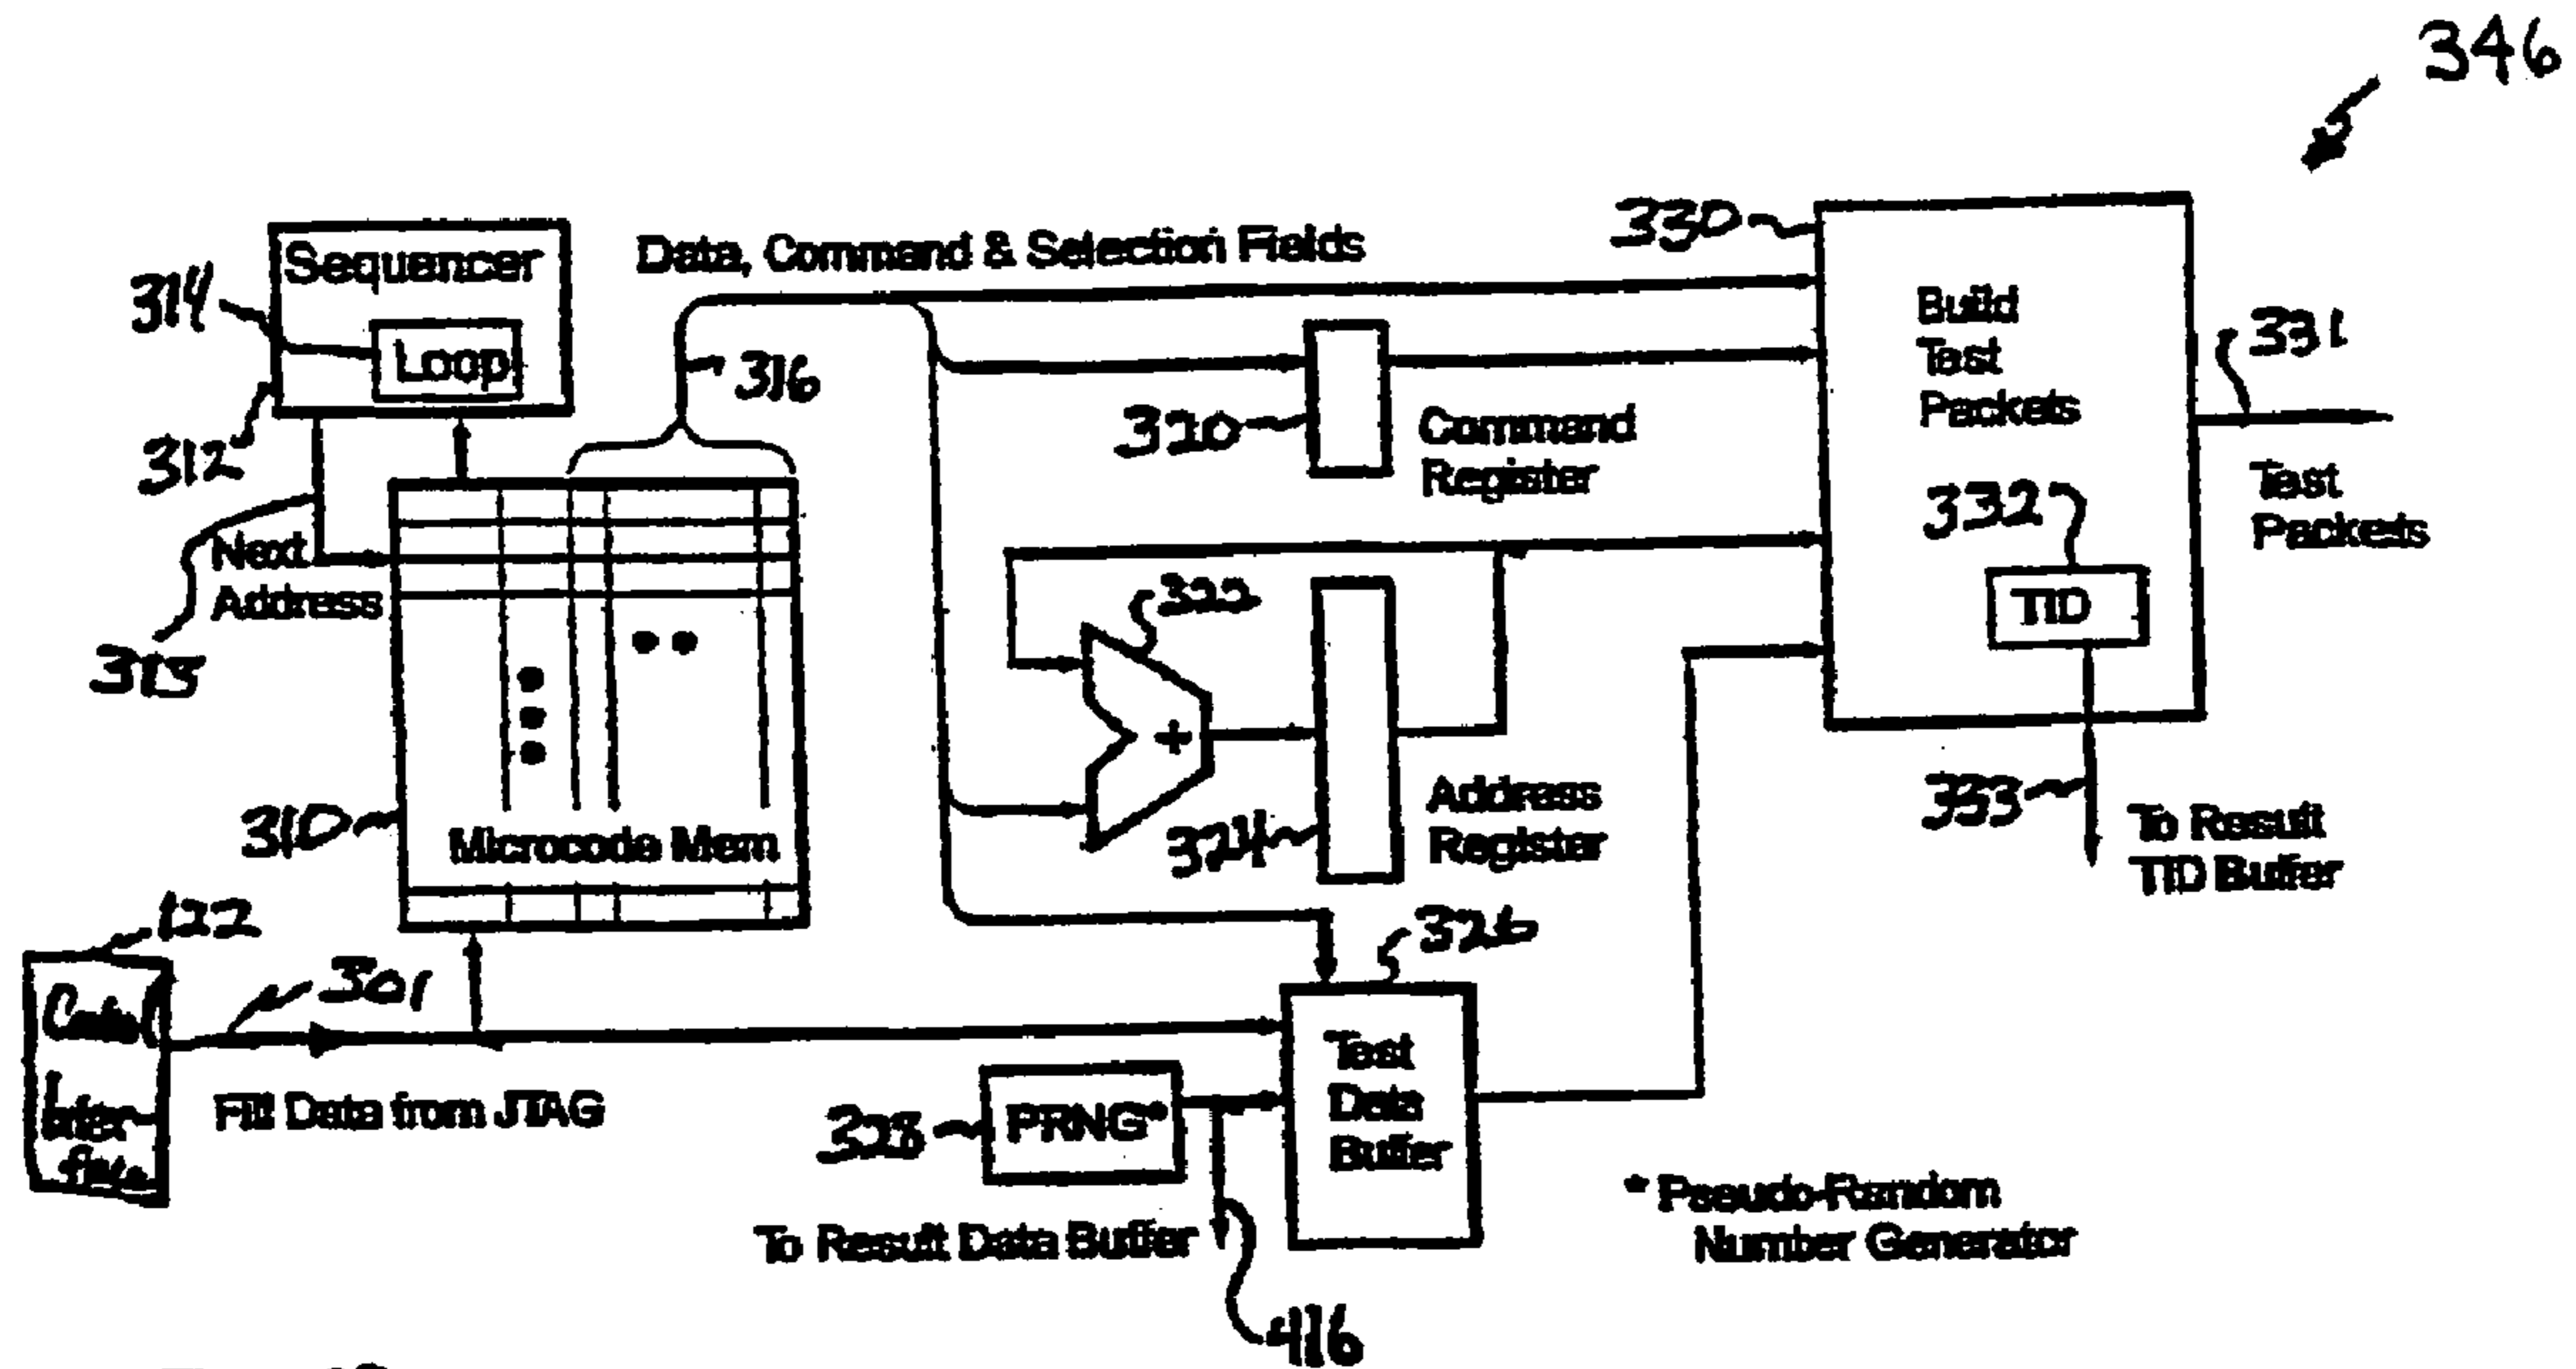 346
330
Sequencer
Data, Command & Selection Fields
314
Loop
Build
Test
Packets
331
316
312
320
Command
Register
332
Test
Packets
Next
Address
322
TID
315
310
Microcode Mem
324
Address
Register
333
To Result
TID Buffer
122
326
301
Inter-
face
Fill Data from JTAG
328
PRNG*
Test
Data
Buffer
To Result Data Buffer
* Pseudo-Random
Number Generator
416